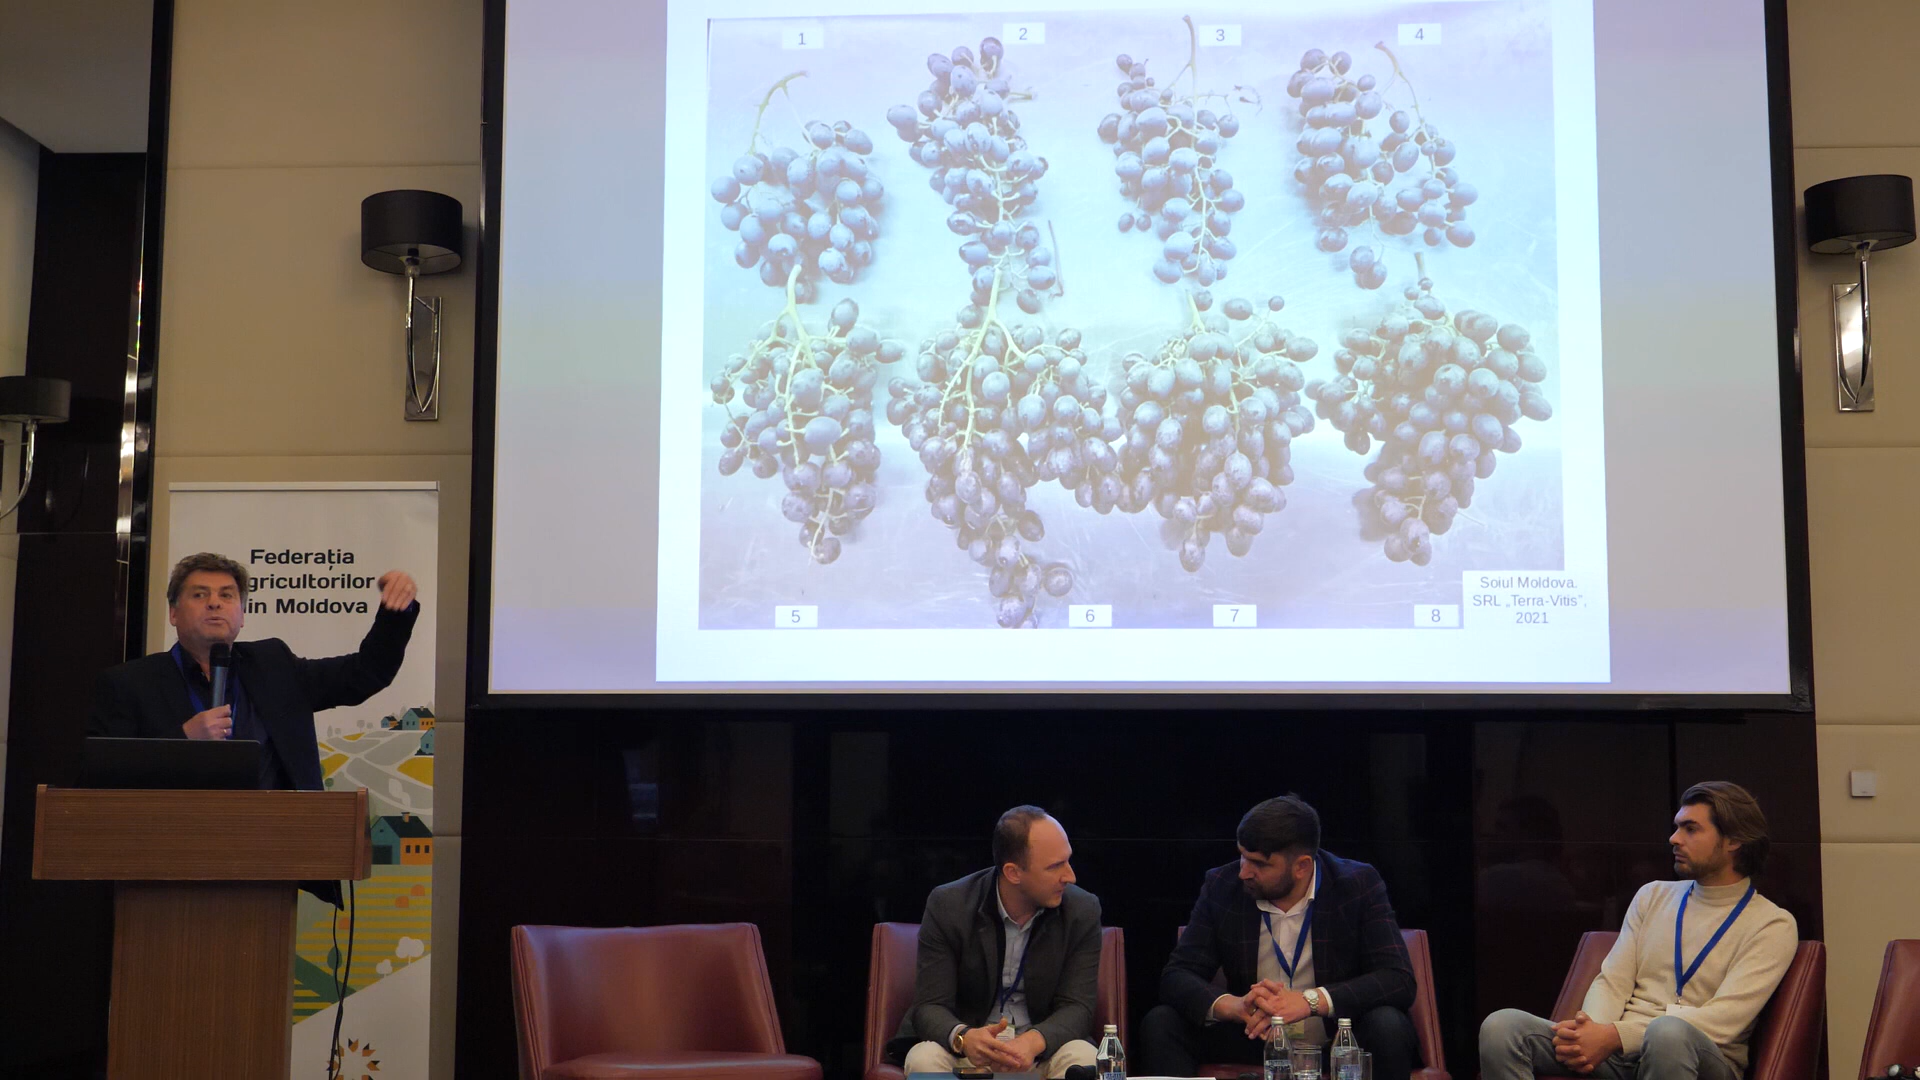 1
2
3
4
5
6
7
8
Soiul Moldova.
SRL „Terra-Vitis”,
2021
Federația
gricultorilor
in Moldova